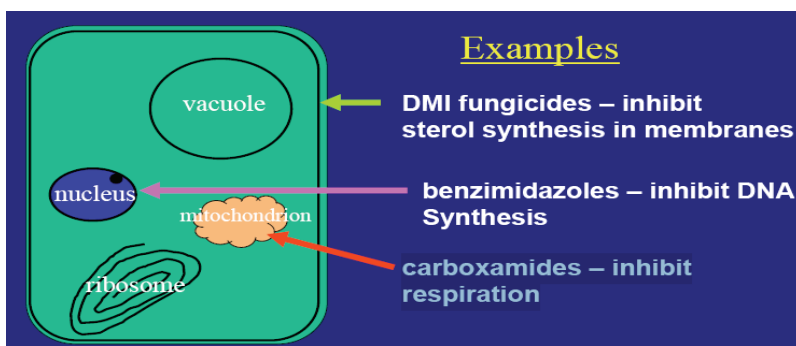 Examples
vacuole
DMI fungicides – inhibit
sterol synthesis in membranes
nucleus
benzimidazoles – inhibit DNA
Synthesis
mitochondrion
carboxamides – inhibit
respiration
ribosome